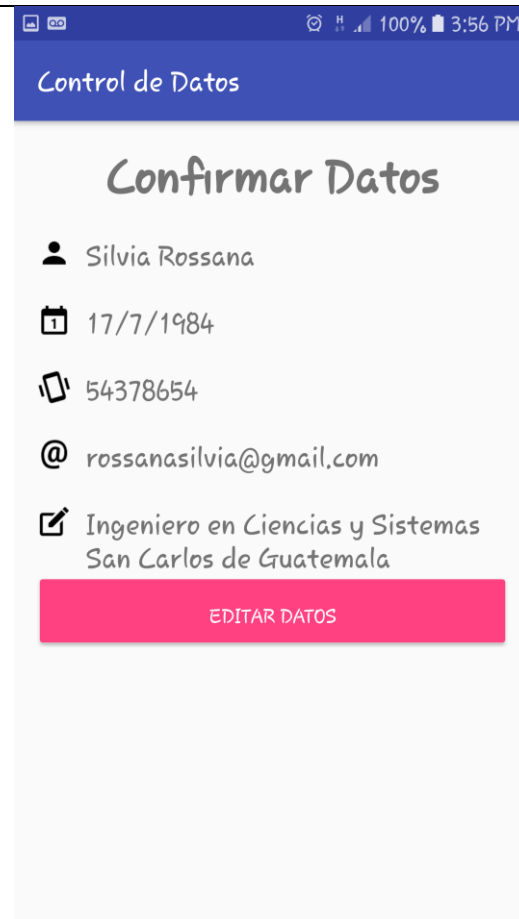 H 100% 3:56 PM
Control de Datos
Confirmar Datos
Silvia Rossana
1 17/7/1984
54378654
@ rossanasilvia@gmail.com
Ingeniero en Ciencias y Sistemas
San Carlos de Guatemala
EDITAR DATOS